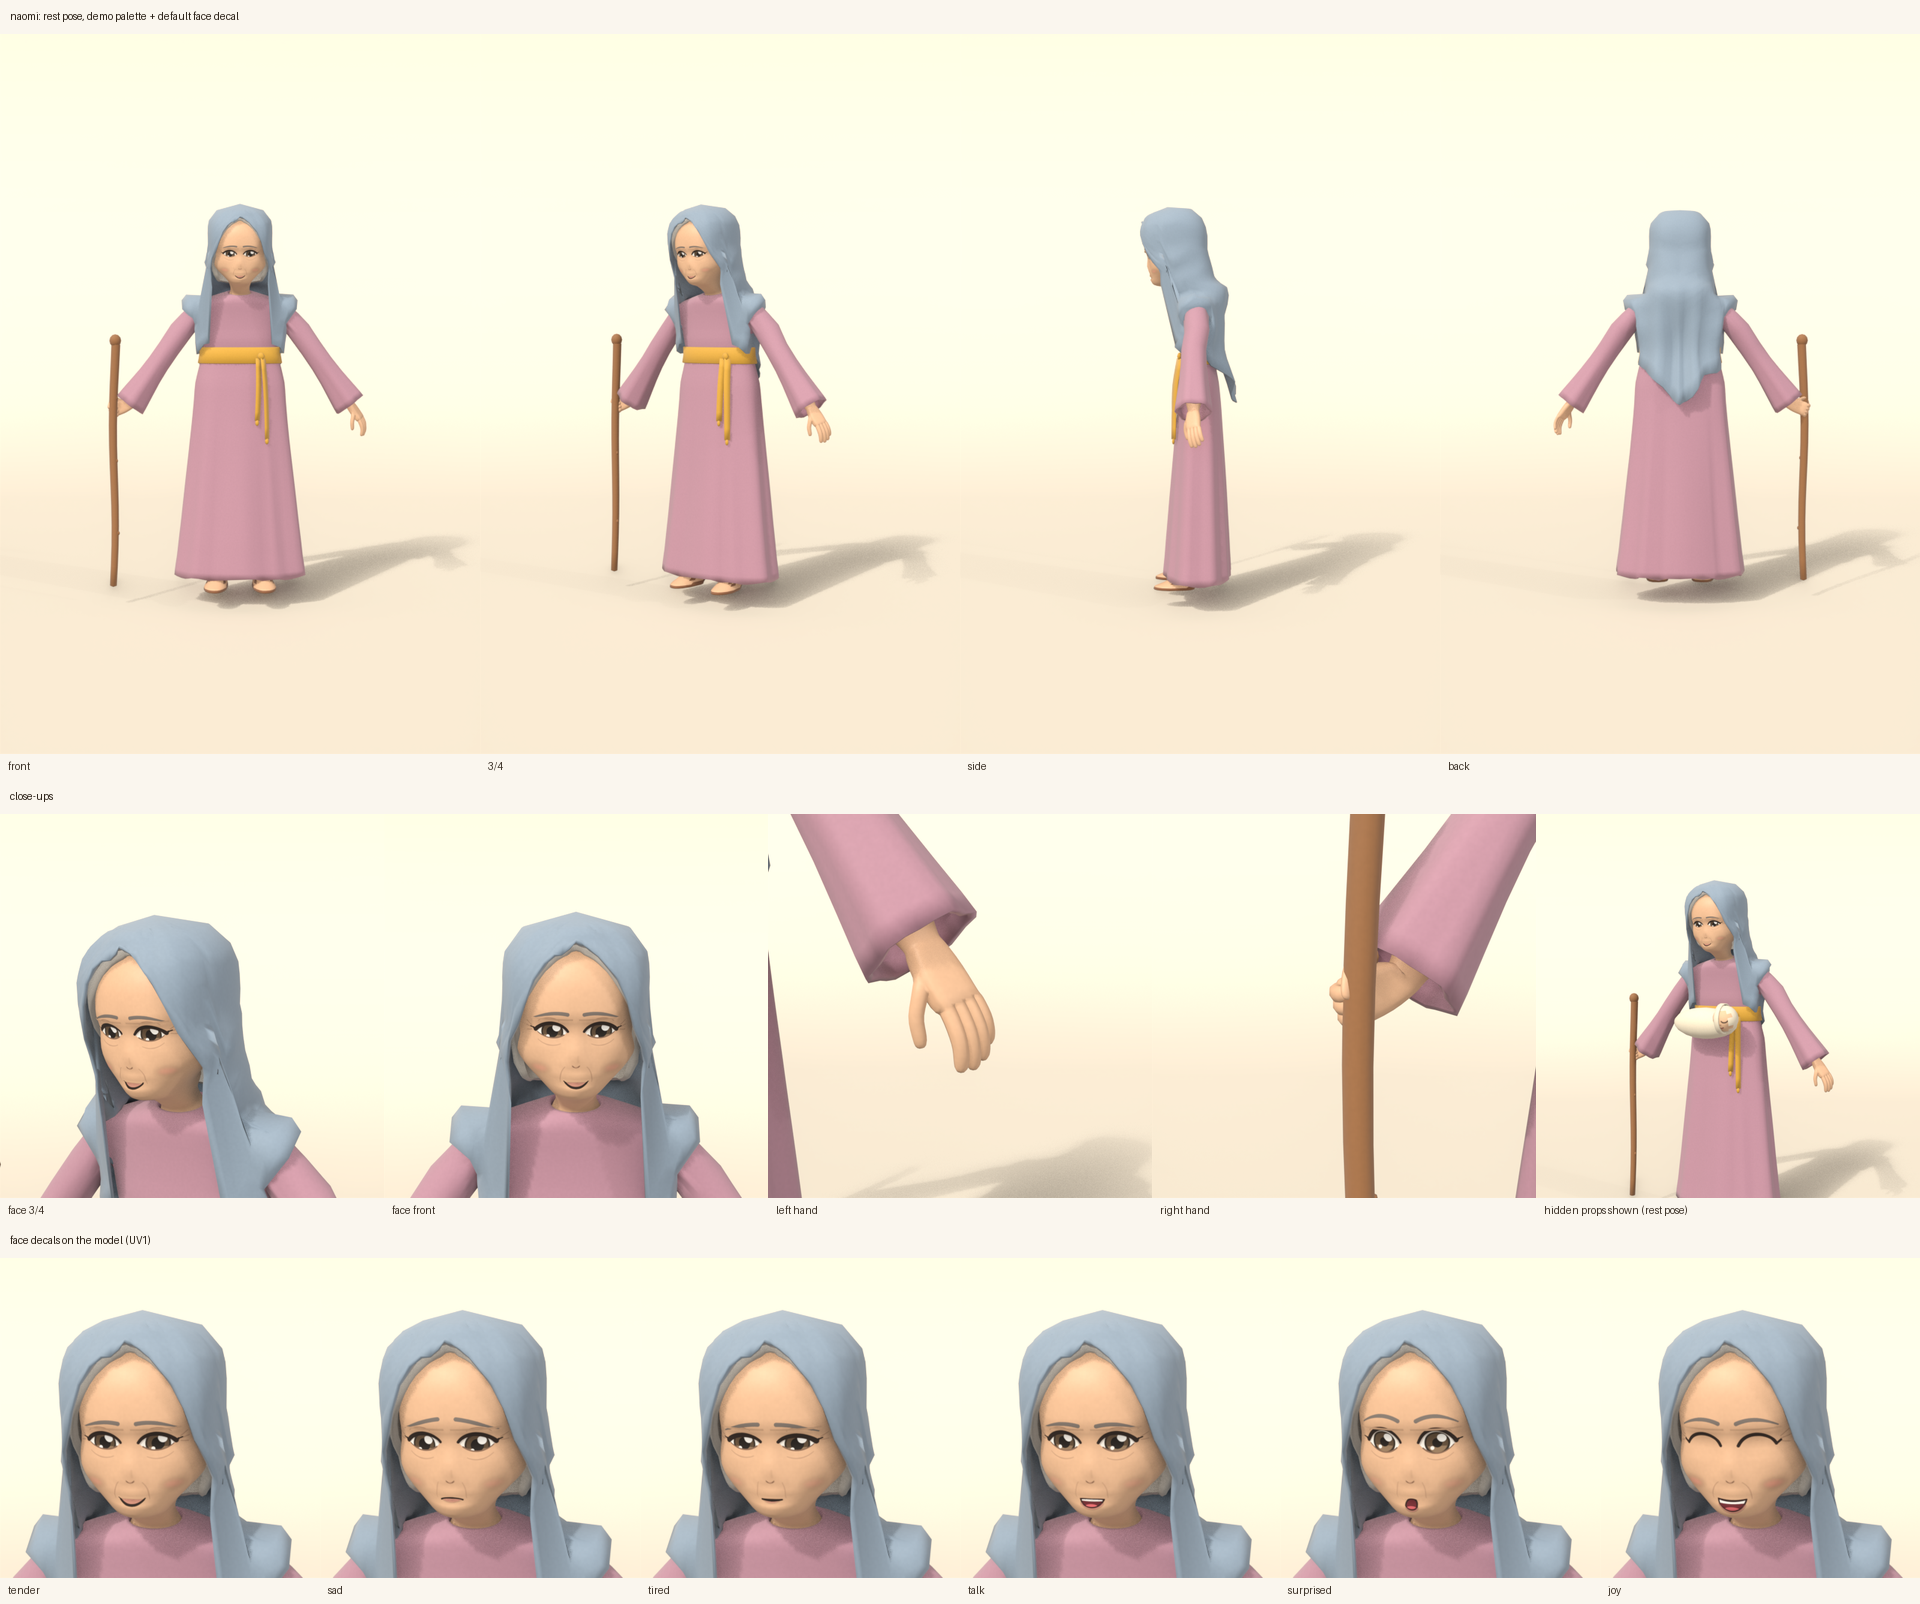 naomi: rest pose, demo palette + default face decal
front
3/4
side
back
close-ups
face 3/4
face front
left hand
right hand
hidden props shown (rest pose)
face decals on the model (UV1)
tender
sad
tired
talk
surprised
joy